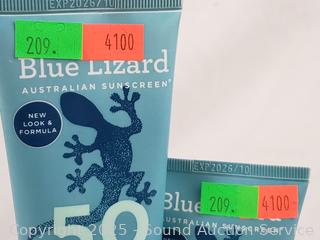 EXP2026/10
209. 4100
Blue Lizard
AUSTRALIAN SUNSCREEN®
NEW
LOOK &
FORMULA
50
EXP2026/10
209. 4100
Blue
AUSTRALIAN SUNSCREEN
Copyright 2025 - Sound Auction Service